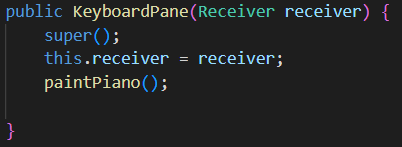 public KeyboardPane(Receiver receiver) {
    super();
    this.receiver = receiver;
    paintPiano();
}